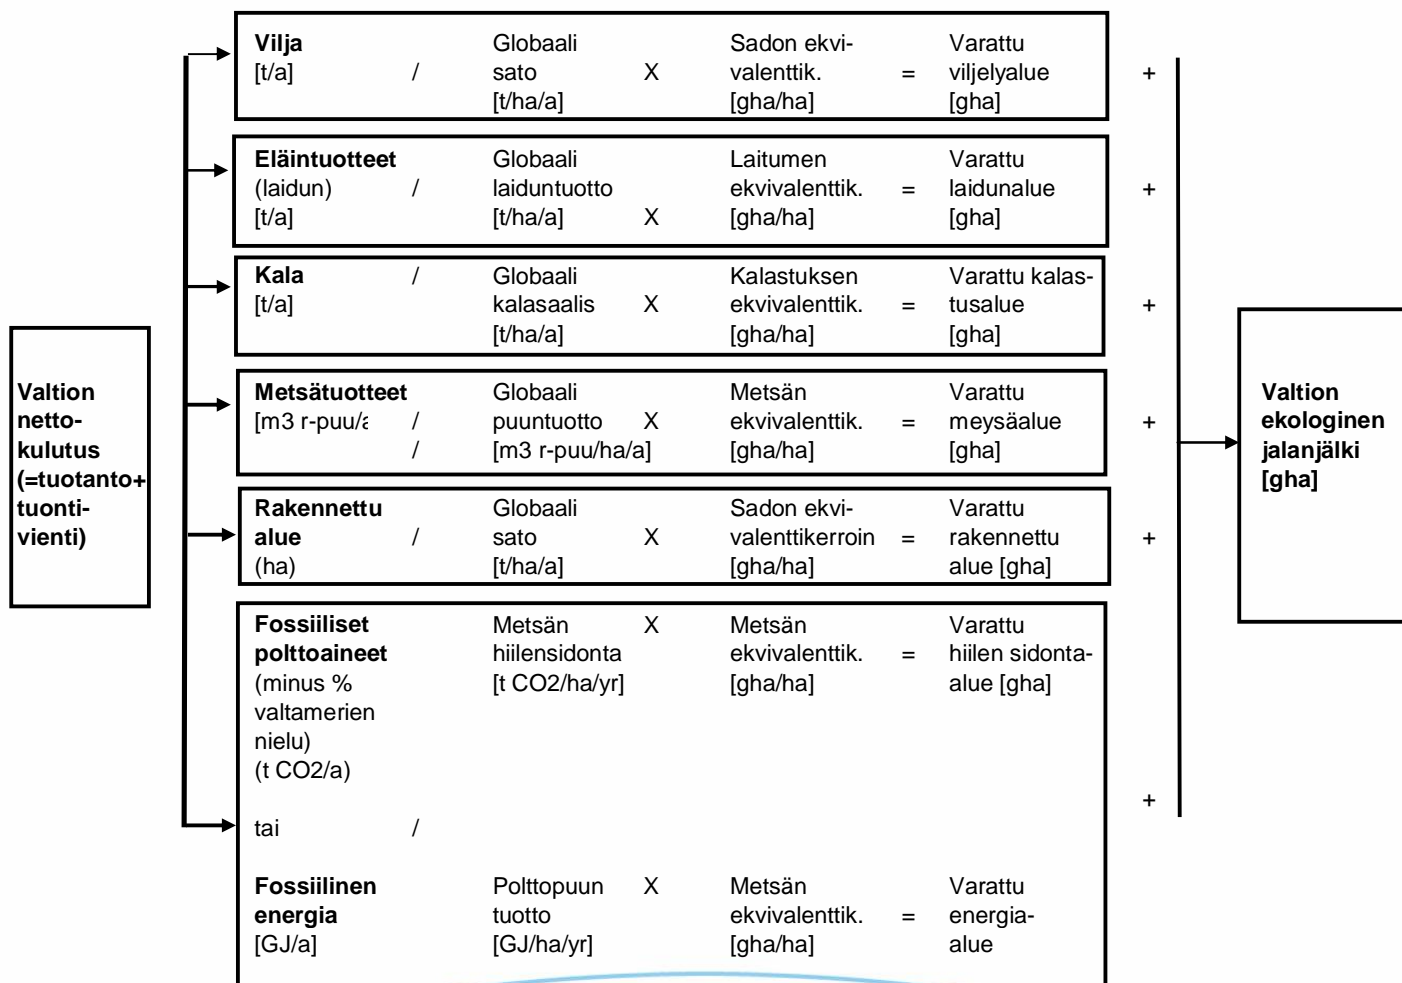 Vilja Globaali Sadon ekvi- Varattu
[t/a] / sato X valenttik. = viljelyalue +
[t/ha/a] [gha/ha] [gha]
Eläintuotteet Globaali Laitumen Varattu
(laidun) / laiduntuotto ekvivalenttik. = laidunalue +
[t/a] [t/ha/a] X [gha/ha] [gha]
Kala / Globaali Kalastuksen Varattu kalas-
[t/a] kalasaalis X ekvivalenttik. = tusalue +
[t/ha/a] [gha/ha] [gha]
Valtion
netto-
kulutus
(=tuotanto+
tuonti-
vienti)
Metsätuotteet Globaali Metsän Varattu
[m3 r-puu/a / puuntuotto X ekvivalenttik. = meysäalue +
/ [m3 r-puu/ha/a] [gha/ha] [gha]
Valtion
ekologinen
jalanjälki
[gha]
Rakennettu Globaali Sadon ekvi- Varattu
alue / sato X valenttikerroin = rakennettu +
(ha) [t/ha/a] [gha/ha] alue [gha]
Fossiiliset Metsän X Metsän Varattu
polttoaineet hiilensidonta ekvivalenttik. = hiilen sidonta-
(minus % [t CO2/ha/yr] [gha/ha] alue [gha]
valtamerien
nielu)
(t CO2/a)
+
tai /
Fossiilinen Polttopuun X Metsän Varattu
energia tuotto ekvivalenttik. = energia-
[GJ/a] [GJ/ha/yr] [gha/ha] alue